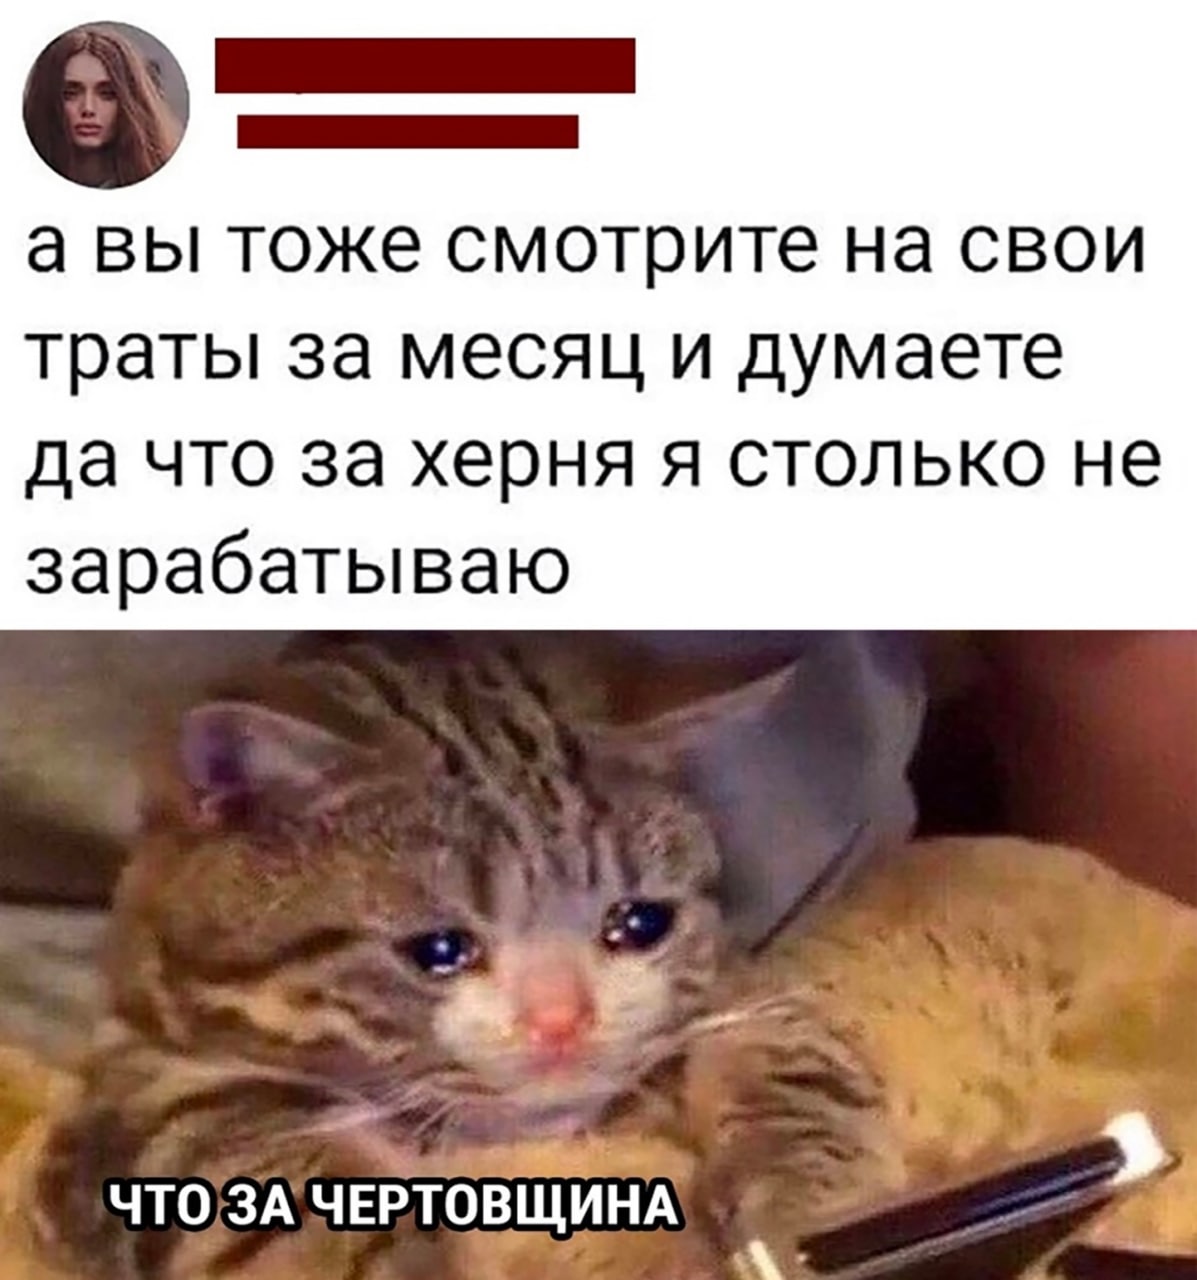 а вы тоже смотрите на свои
траты за месяц и думаете
да что за херня я столько не
зарабатываю
ЧТО ЗА ЧЕРТОВЩИНА